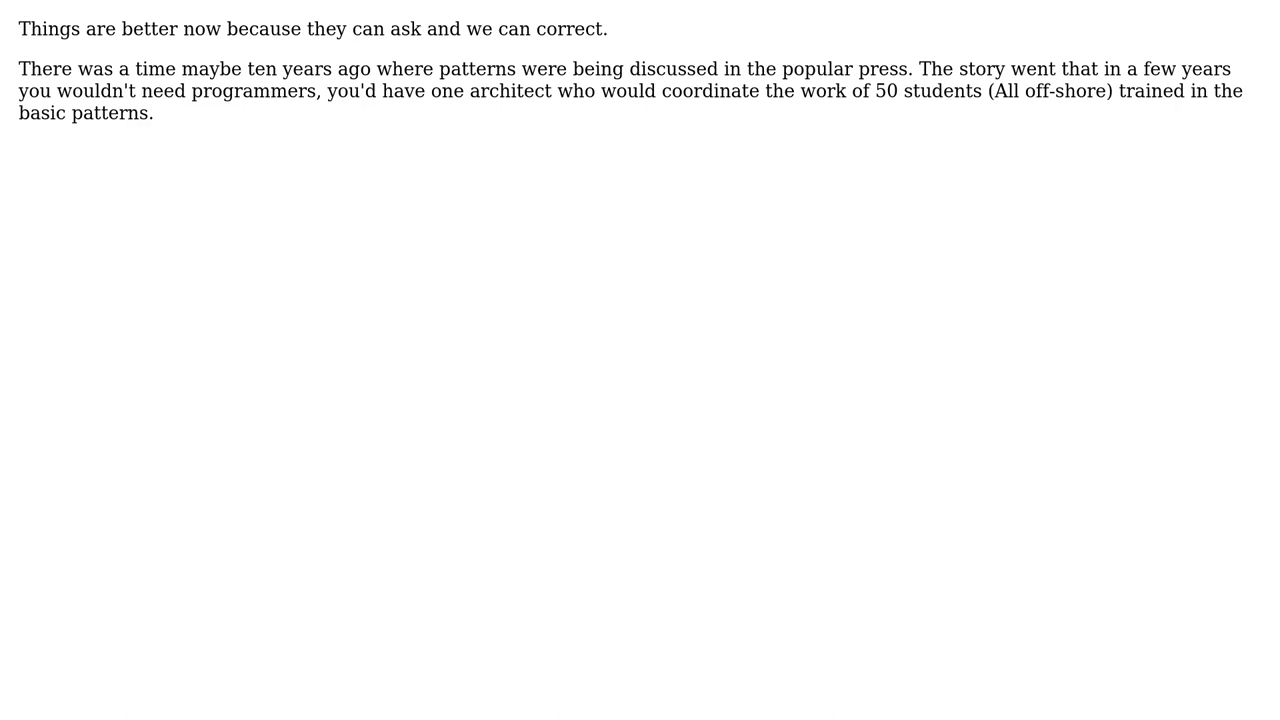 Things are better now because they can ask and we can correct.
There was a time maybe ten years ago where patterns were being discussed in the popular press. The story went that in a few years
you wouldn't need programmers, you'd have one architect who would coordinate the work of 50 students (All off-shore) trained in the
basic patterns.